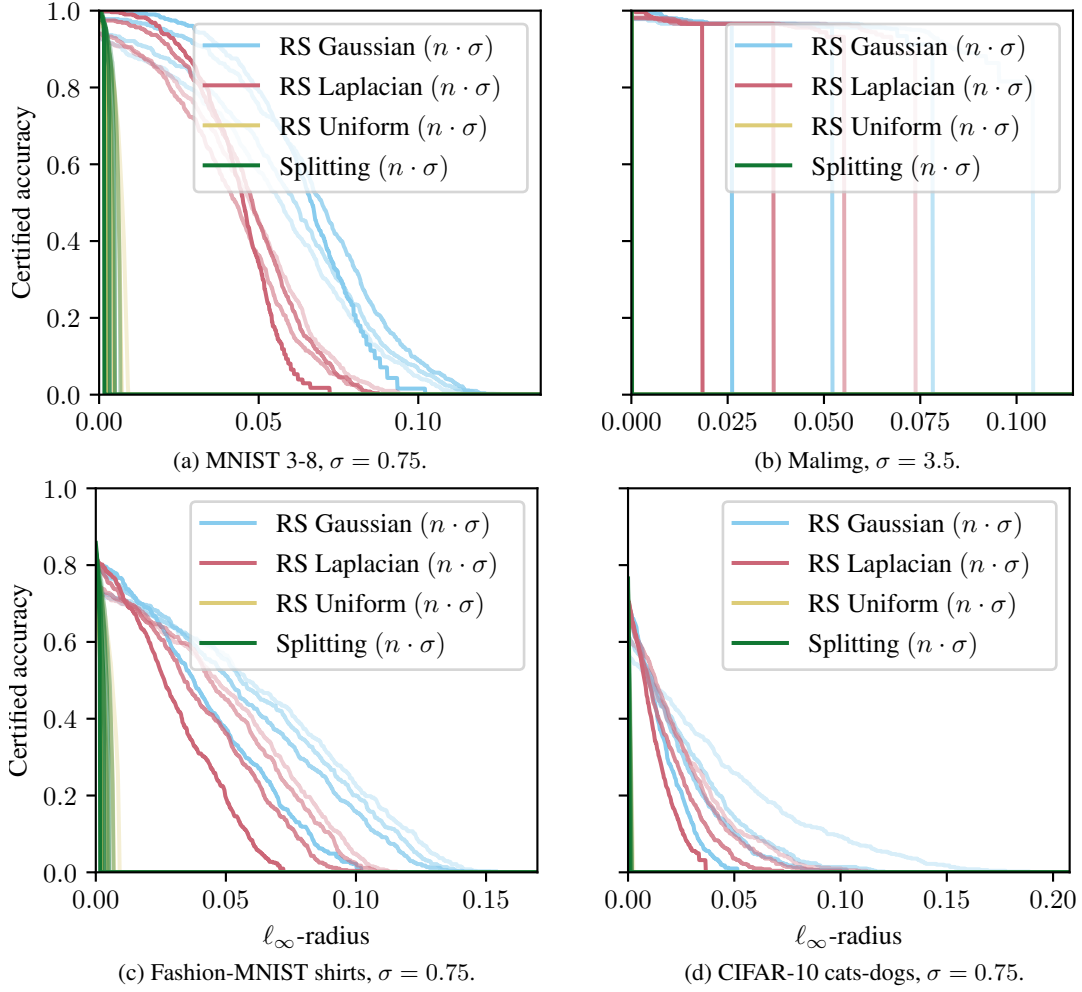 1.0
0.8
0.6
0.4
0.2
0.0
Certified accuracy
RS Gaussian (n · σ)
RS Laplacian (n · σ)
RS Uniform (n · σ)
Splitting (n · σ)
0.00 0.05 0.10
(a) MNIST 3-8, σ = 0.75.
RS Gaussian (n · σ)
RS Laplacian (n · σ)
RS Uniform (n · σ)
Splitting (n · σ)
0.000 0.025 0.050 0.075 0.100
(b) Malimg, σ = 3.5.
1.0
0.8
0.6
0.4
0.2
0.0
Certified accuracy
RS Gaussian (n · σ)
RS Laplacian (n · σ)
RS Uniform (n · σ)
Splitting (n · σ)
0.00 0.05 0.10 0.15
ℓ∞-radius
(c) Fashion-MNIST shirts, σ = 0.75.
RS Gaussian (n · σ)
RS Laplacian (n · σ)
RS Uniform (n · σ)
Splitting (n · σ)
0.00 0.05 0.10 0.15 0.20
ℓ∞-radius
(d) CIFAR-10 cats-dogs, σ = 0.75.